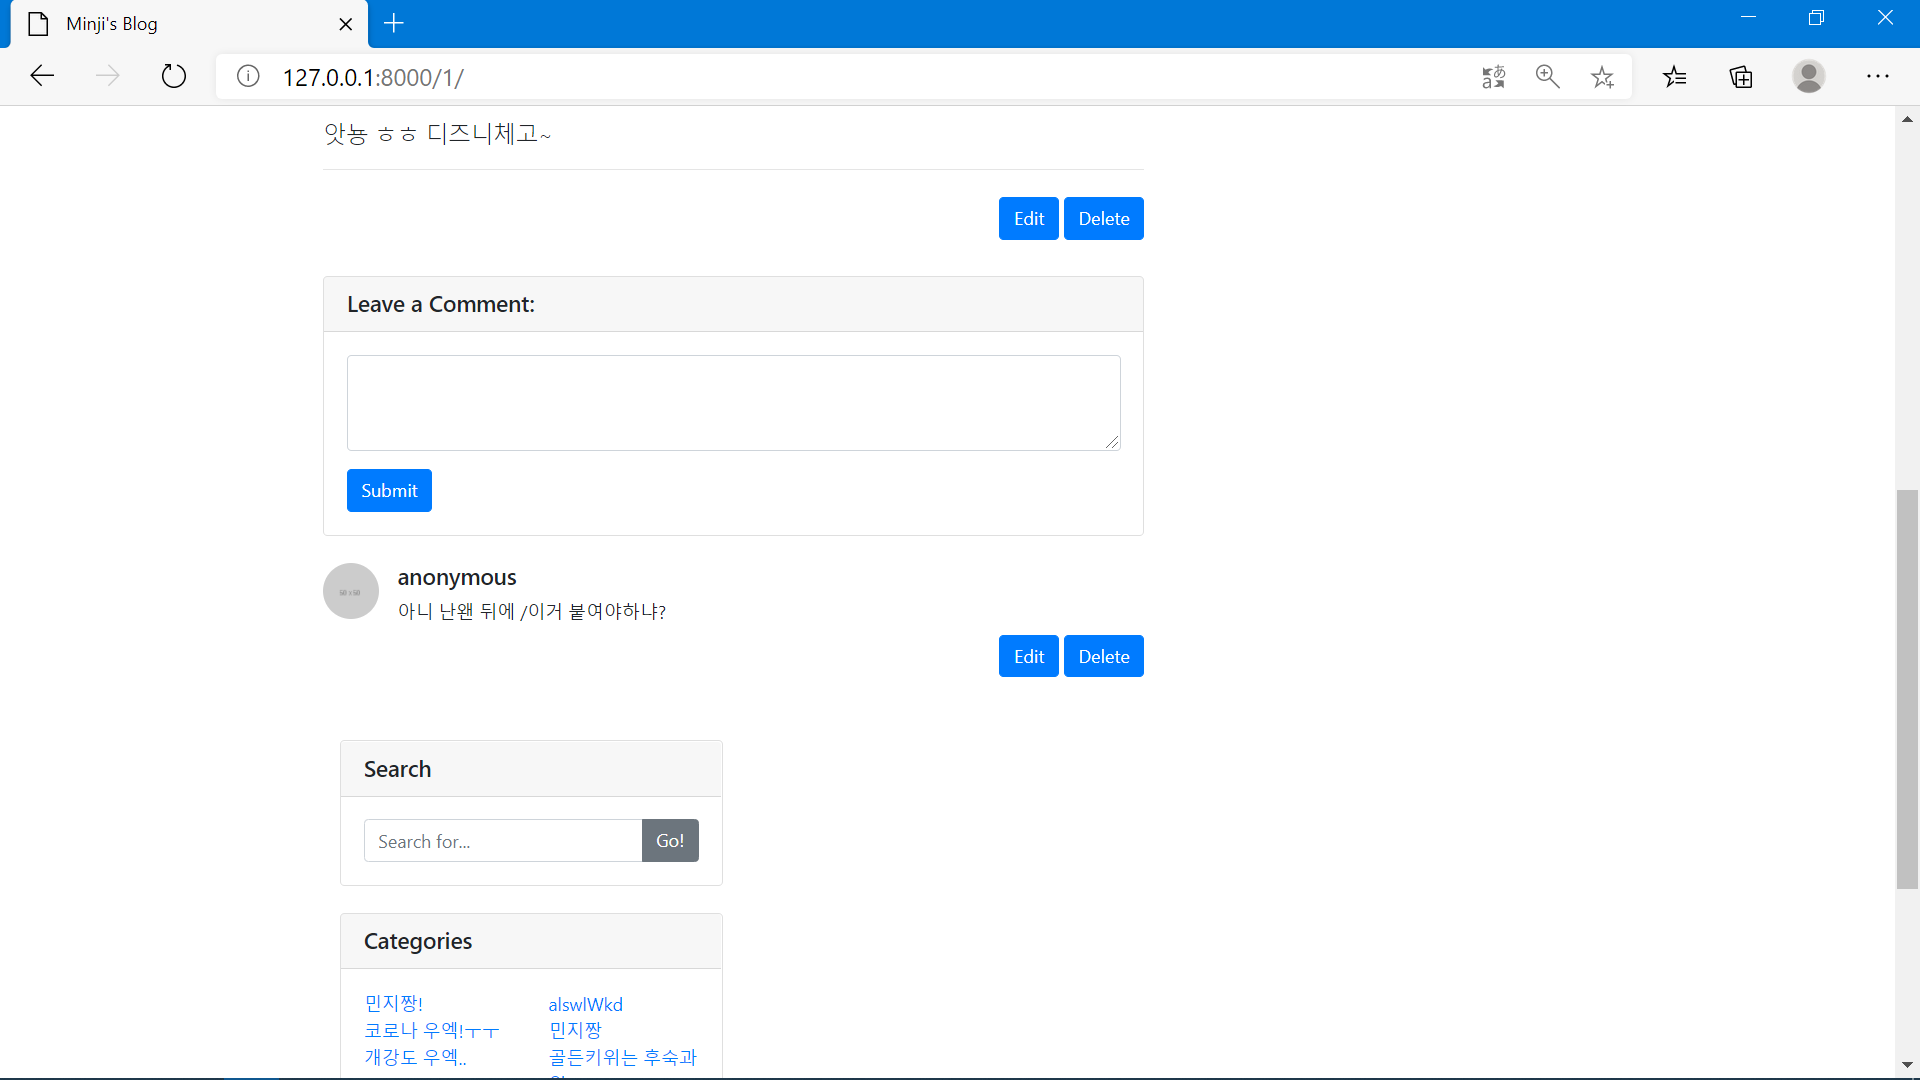 Minji's Blog
127.0.0.1:8000/1/
앗뇽 ㅎㅎ 디즈니체고~
Edit Delete
Leave a Comment:
Submit
anonymous
아니 난왠 뒤에 /이거 붙여야하냐?
Edit Delete
Search
Search for... Go!
Categories
민지짱! alswlWkd
코로나 우엑!ㅜㅜ 민지짱
개강도 우엑.. 골든키위는 후숙과